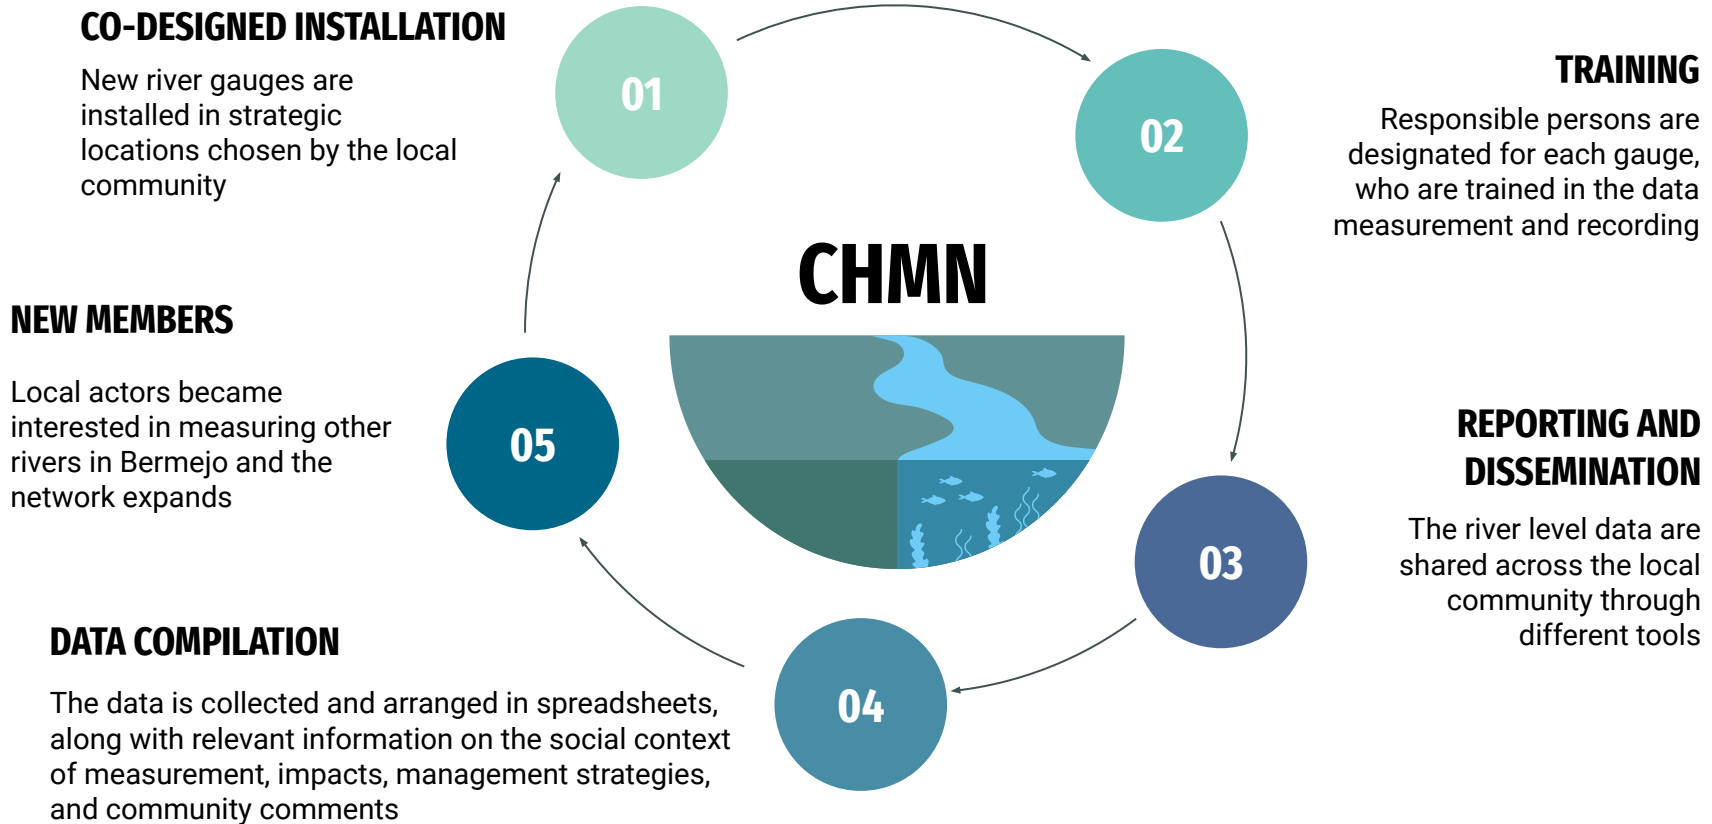 CO-DESIGNED INSTALLATION
New river gauges are
installed in strategic
locations chosen by the local
community
01
02
TRAINING
Responsible persons are
designated for each gauge,
who are trained in the data
measurement and recording
CHMN
NEW MEMBERS
Local actors became
interested in measuring other
rivers in Bermejo and the
network expands
05
REPORTING AND
DISSEMINATION
The river level data are
shared across the local
community through
different tools
03
DATA COMPILATION
The data is collected and arranged in spreadsheets,
along with relevant information on the social context
of measurement, impacts, management strategies,
and community comments
04